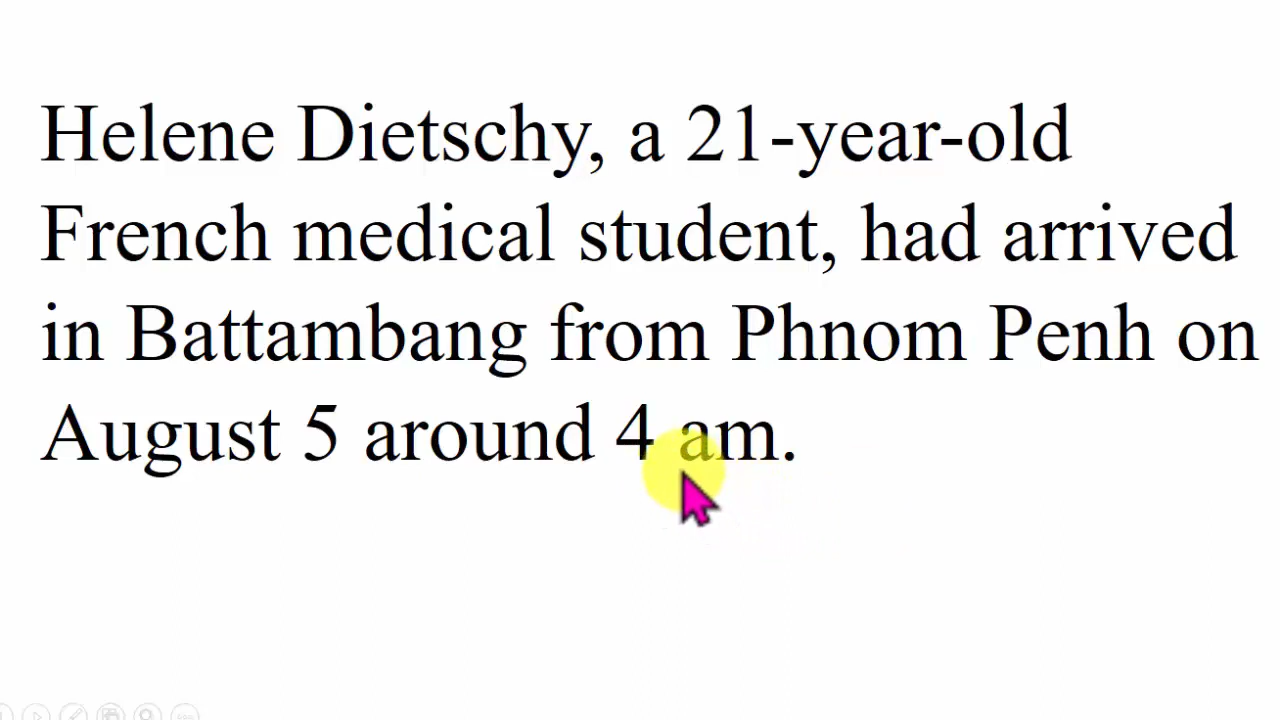 Helene Dietschy, a 21-year-old
French medical student, had arrived
in Battambang from Phnom Penh on
August 5 around 4 am.